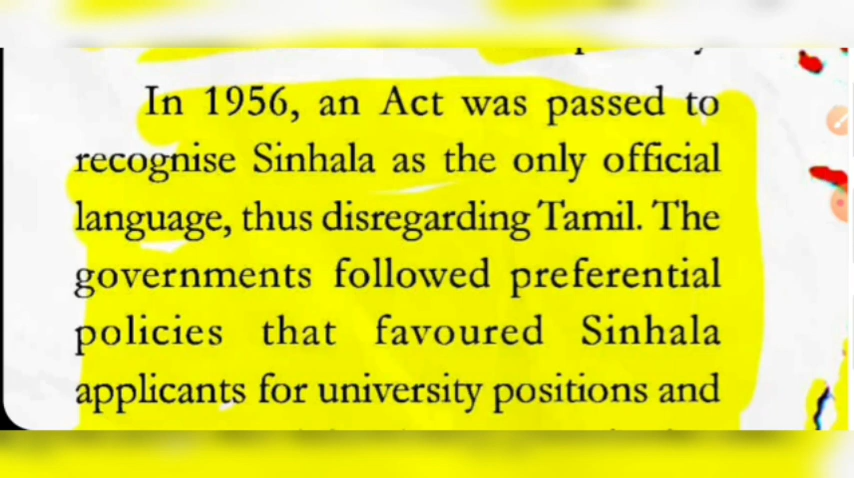 In 1956, an Act was passed to
recognise Sinhala as the only official
language, thus disregarding Tamil. The
governments followed preferential
policies that favoured Sinhala
applicants for university positions and